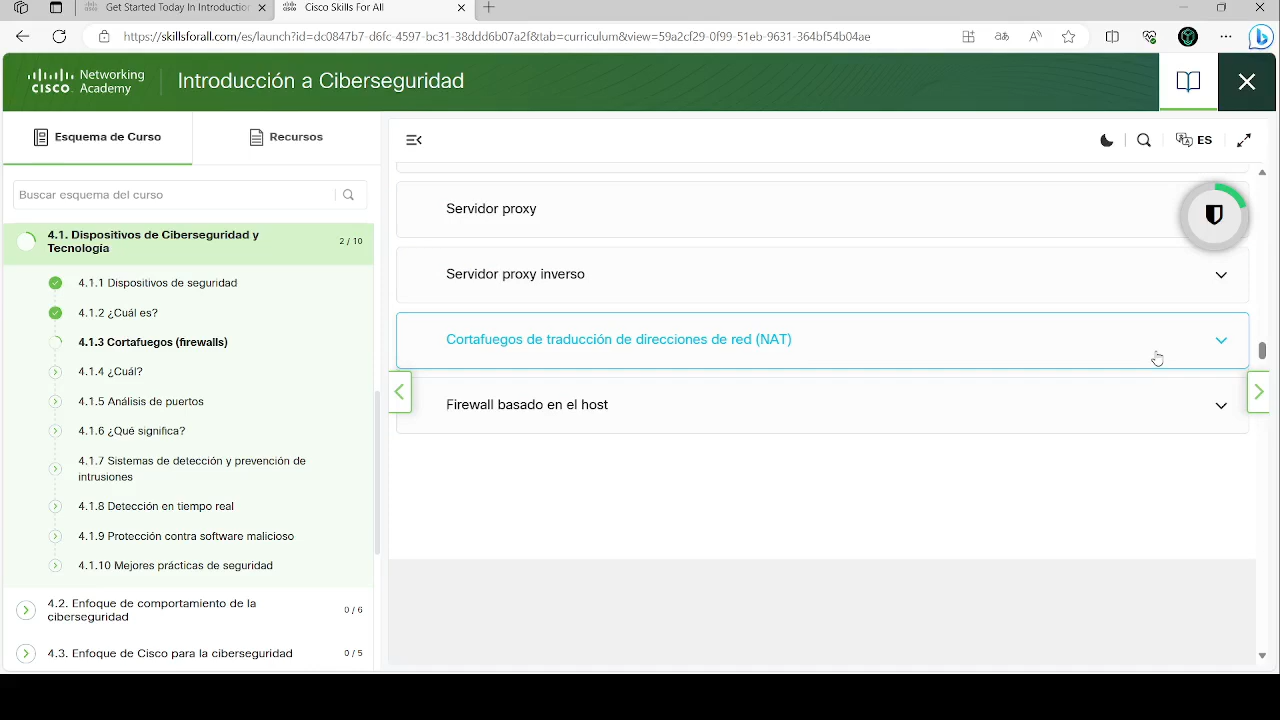 Get Started Today In Introduction
Cisco Skills For All
https://skillsforall.com/es/launch?id=dc0847b7-d6fc-4597-bc31-38ddd6b07a2f&tab=curriculum&view=59a2cf29-0f99-51eb-9631-364bf54b04ae
CISCO Networking Academy
Introducción a Ciberseguridad
Esquema de Curso
Recursos
ES
Buscar esquema del curso
4.1. Dispositivos de Ciberseguridad y
Tecnología
2 / 10
4.1.1 Dispositivos de seguridad
4.1.2 ¿Cuál es?
4.1.3 Cortafuegos (firewalls)
4.1.4 ¿Cuál?
4.1.5 Análisis de puertos
4.1.6 ¿Qué significa?
4.1.7 Sistemas de detección y prevención de
intrusiones
4.1.8 Detección en tiempo real
4.1.9 Protección contra software malicioso
4.1.10 Mejores prácticas de seguridad
4.2. Enfoque de comportamiento de la
ciberseguridad
0 / 6
4.3. Enfoque de Cisco para la ciberseguridad
0 / 5
Servidor proxy
Servidor proxy inverso
Cortafuegos de traducción de direcciones de red (NAT)
Firewall basado en el host